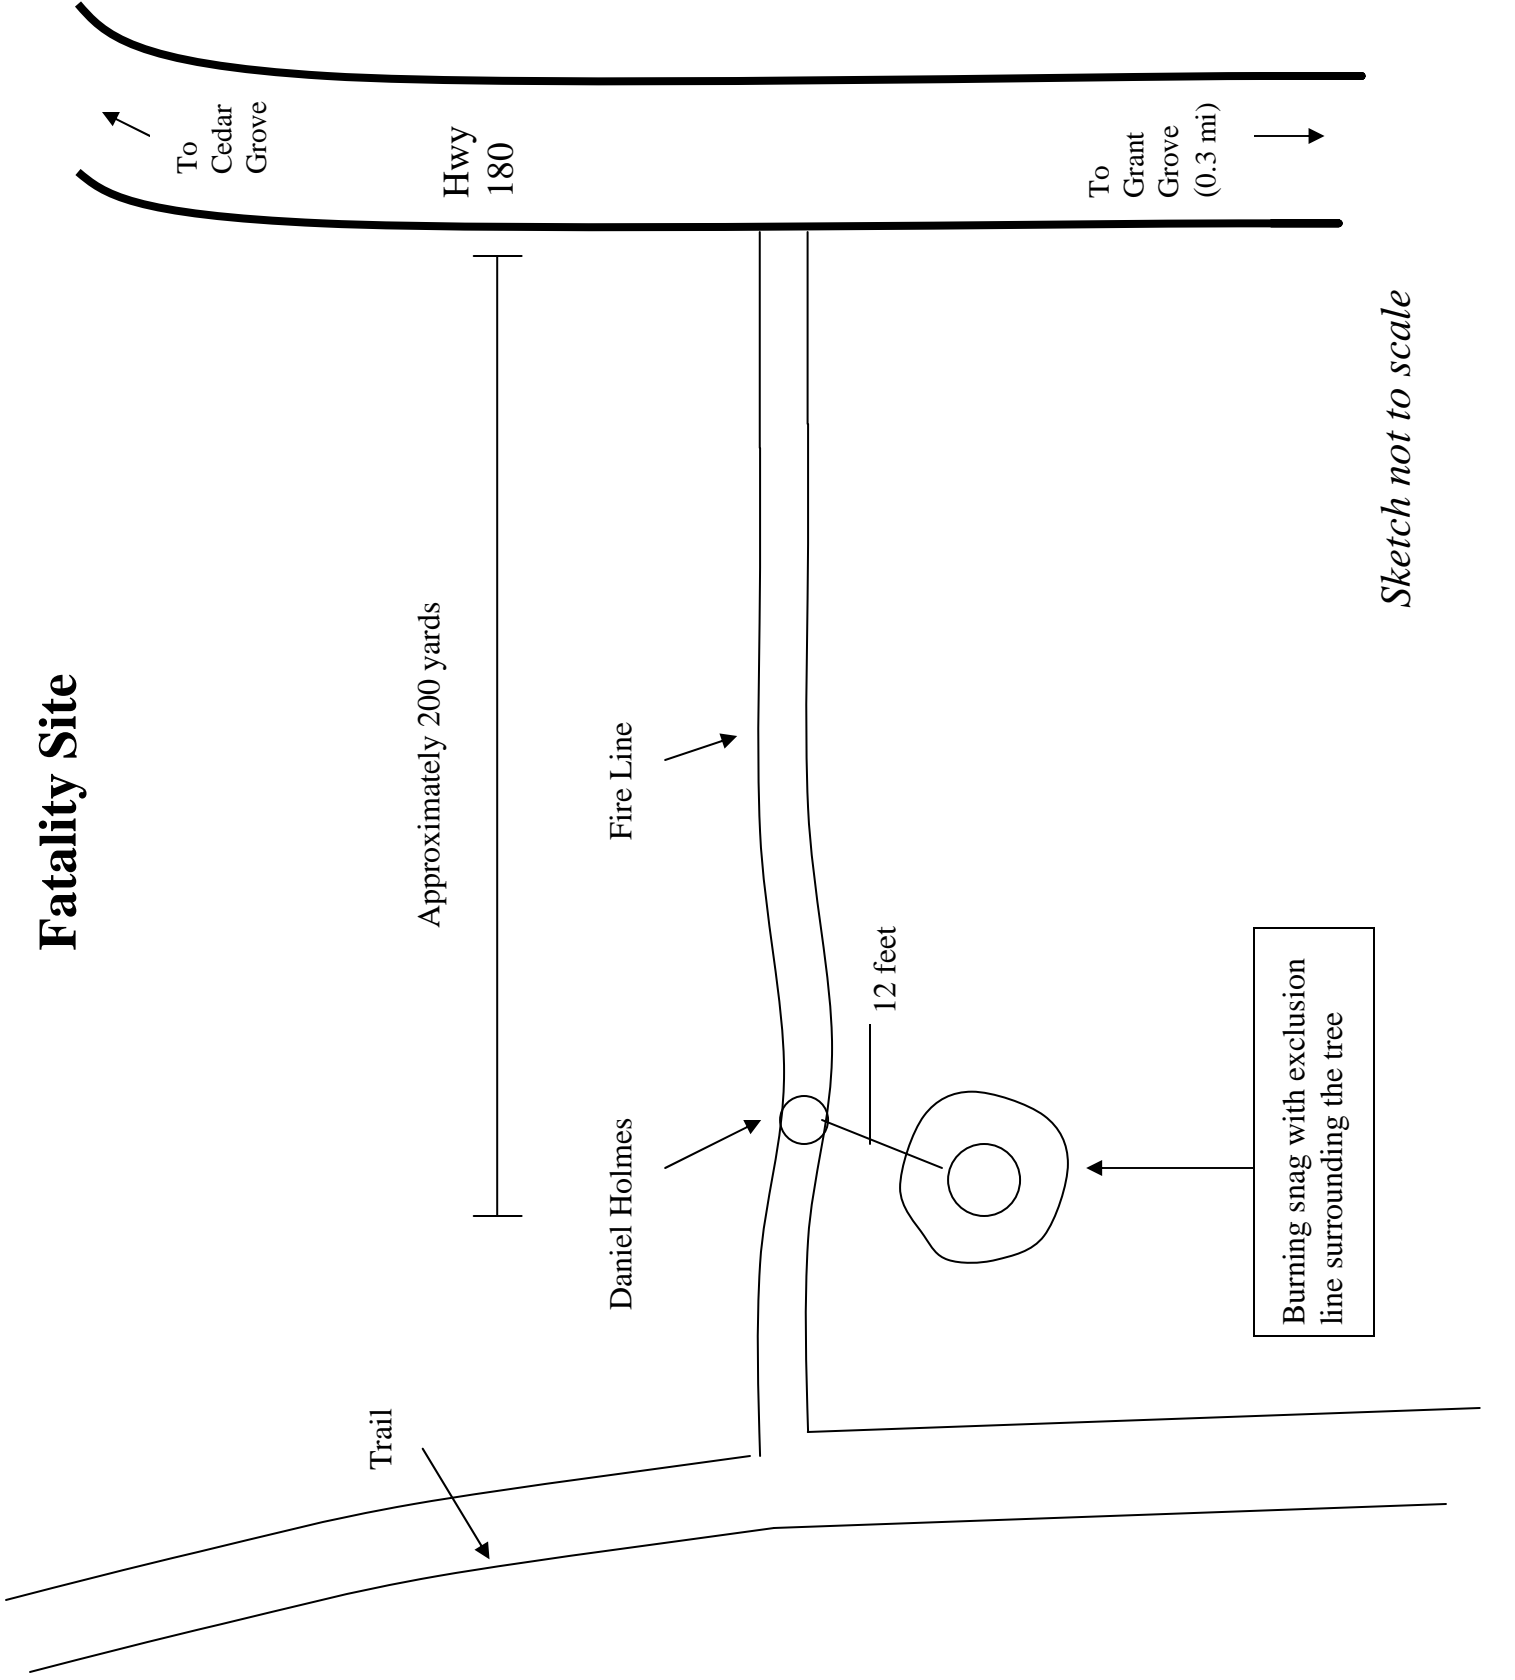 Fatality Site
To
Cedar
Grove
Hwy
180
To
Grant
Grove
(0.3 mi)
Approximately 200 yards
Fire Line
12 feet
Daniel Holmes
Trail
Burning snag with exclusion
line surrounding the tree
Sketch not to scale